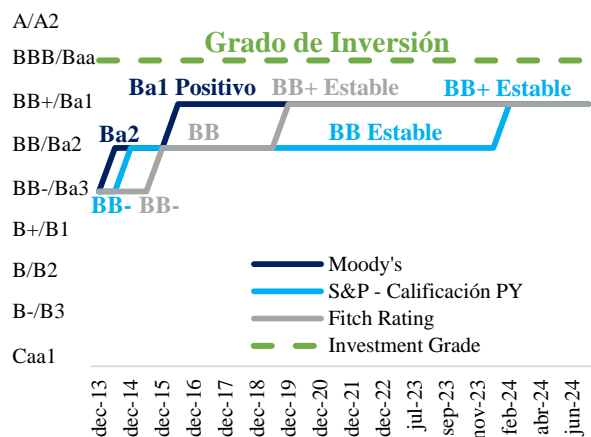 A/A2
Grado de Inversión
BBB/Baa
Ba1 Positivo
BB+ Estable
BB+ Estable
BB+/Ba1
Ba2
BB
BB Estable
BB/Ba2
BB-/Ba3
BB-
BB-
B+/B1
B/B2
B-/B3
Caa1
Moody's
S&P - Calificación PY
Fitch Rating
Investment Grade
dec-13
dec-14
dec-15
dec-16
dec-17
dec-18
dec-19
dec-20
dec-21
dec-22
jul-23
sep-23
nov-23
feb-24
abr-24
jun-24